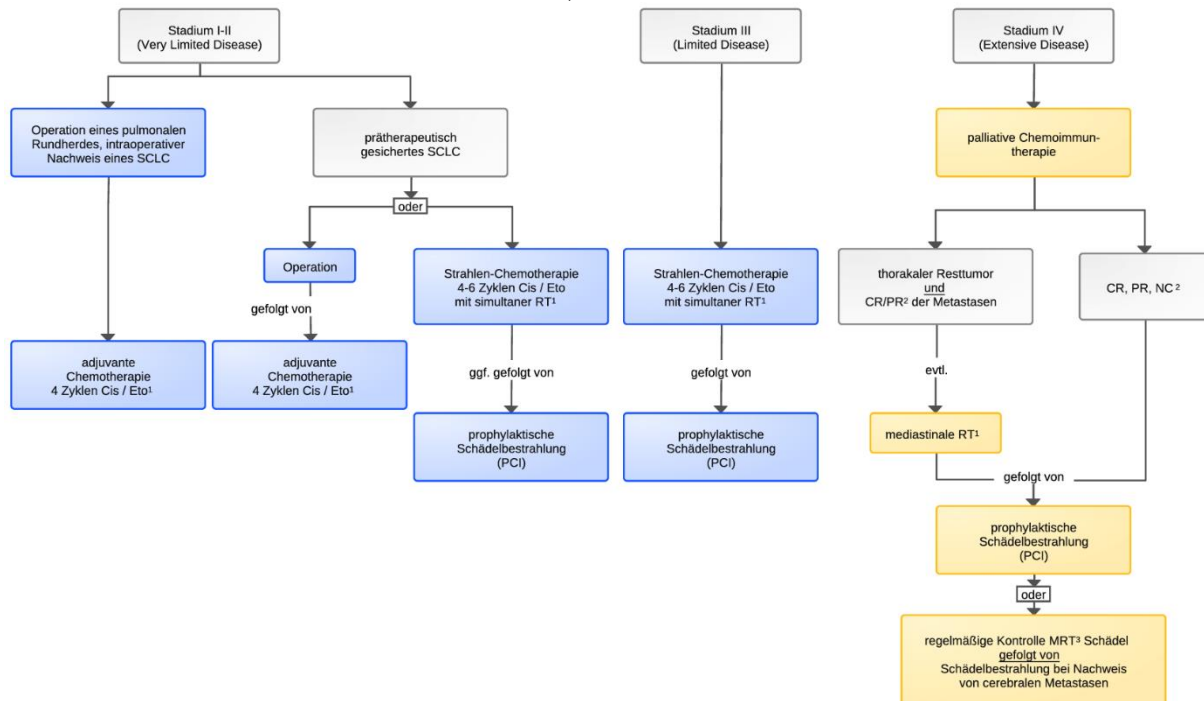 Stadium I-II
(Very Limited Disease)
Stadium III
(Limited Disease)
Stadium IV
(Extensive Disease)
Operation eines pulmonalen
Rundherdes, intraoperativer
Nachweis eines SCLC
prätherapeutisch
gesichertes SCLC
palliative Chemoimmun-
therapie
oder
Operation
Strahlen-Chemotherapie
4-6 Zyklen Cis / Eto
mit simultaner RT¹
Strahlen-Chemotherapie
4-6 Zyklen Cis / Eto
mit simultaner RT¹
thorakaler Resttumor
und
CR/PR² der Metastasen
CR, PR, NC ²
gefolgt von
adjuvante
Chemotherapie
4 Zyklen Cis / Eto¹
adjuvante
Chemotherapie
4 Zyklen Cis / Eto¹
ggf. gefolgt von
gefolgt von
evtl.
prophylaktische
Schädelbestrahlung
(PCI)
prophylaktische
Schädelbestrahlung
(PCI)
mediastinale RT¹
gefolgt von
prophylaktische
Schädelbestrahlung
(PCI)
oder
regelmäßige Kontrolle MRT³ Schädel
gefolgt von
Schädelbestrahlung bei Nachweis
von cerebralen Metastasen